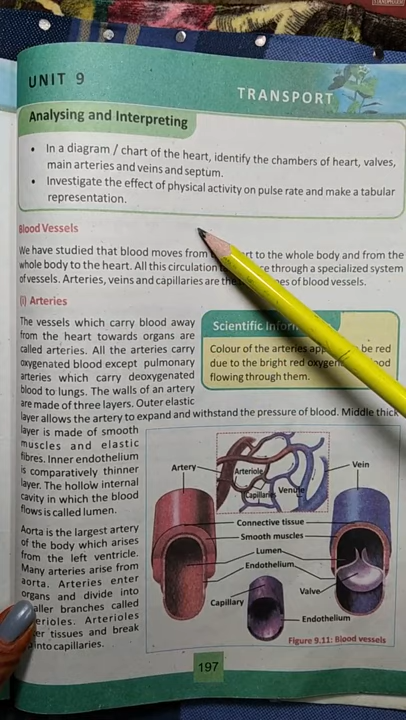 UNIT 9
TRANSPORT
Analysing and Interpreting
• In a diagram / chart of the heart, identify the chambers of heart, valves,
main arteries and veins and septum.
• Investigate the effect of physical activity on pulse rate and make a tabular
representation.
Blood Vessels
We have studied that blood moves from to the whole body and from the
whole body to the heart. All this circulation through a specialized system
of vessels. Arteries, veins and capillaries are of blood vessels.
(i) Arteries
The vessels which carry blood away
from the heart towards organs are
called arteries. All the arteries carry
oxygenated blood except pulmonary
arteries which carry deoxygenated
blood to lungs. The walls of an artery
are made of three layers. Outer elastic
layer allows the artery to expand and withstand the pressure of blood. Middle thick
layer is made of smooth
muscles and elastic
fibres. Inner endothelium
is comparatively thinner
layer. The hollow internal
cavity in which the blood
flows is called lumen.
Aorta is the largest artery
of the body which arises
from the left ventricle.
Many arteries arise from
aorta. Arteries enter
organs and divide into
branches called
Arterioles
tissues and break
into capillaries.
Scientific
Colour of the arteries be red
due to the bright red
flowing through them.
Artery
Arteriole
Capillaries
Venule
Vein
Connective tissue
Smooth muscles
Lumen
Endothelium
Capillary
Valve
Endothelium
Figure 9.11: Blood vessels
197